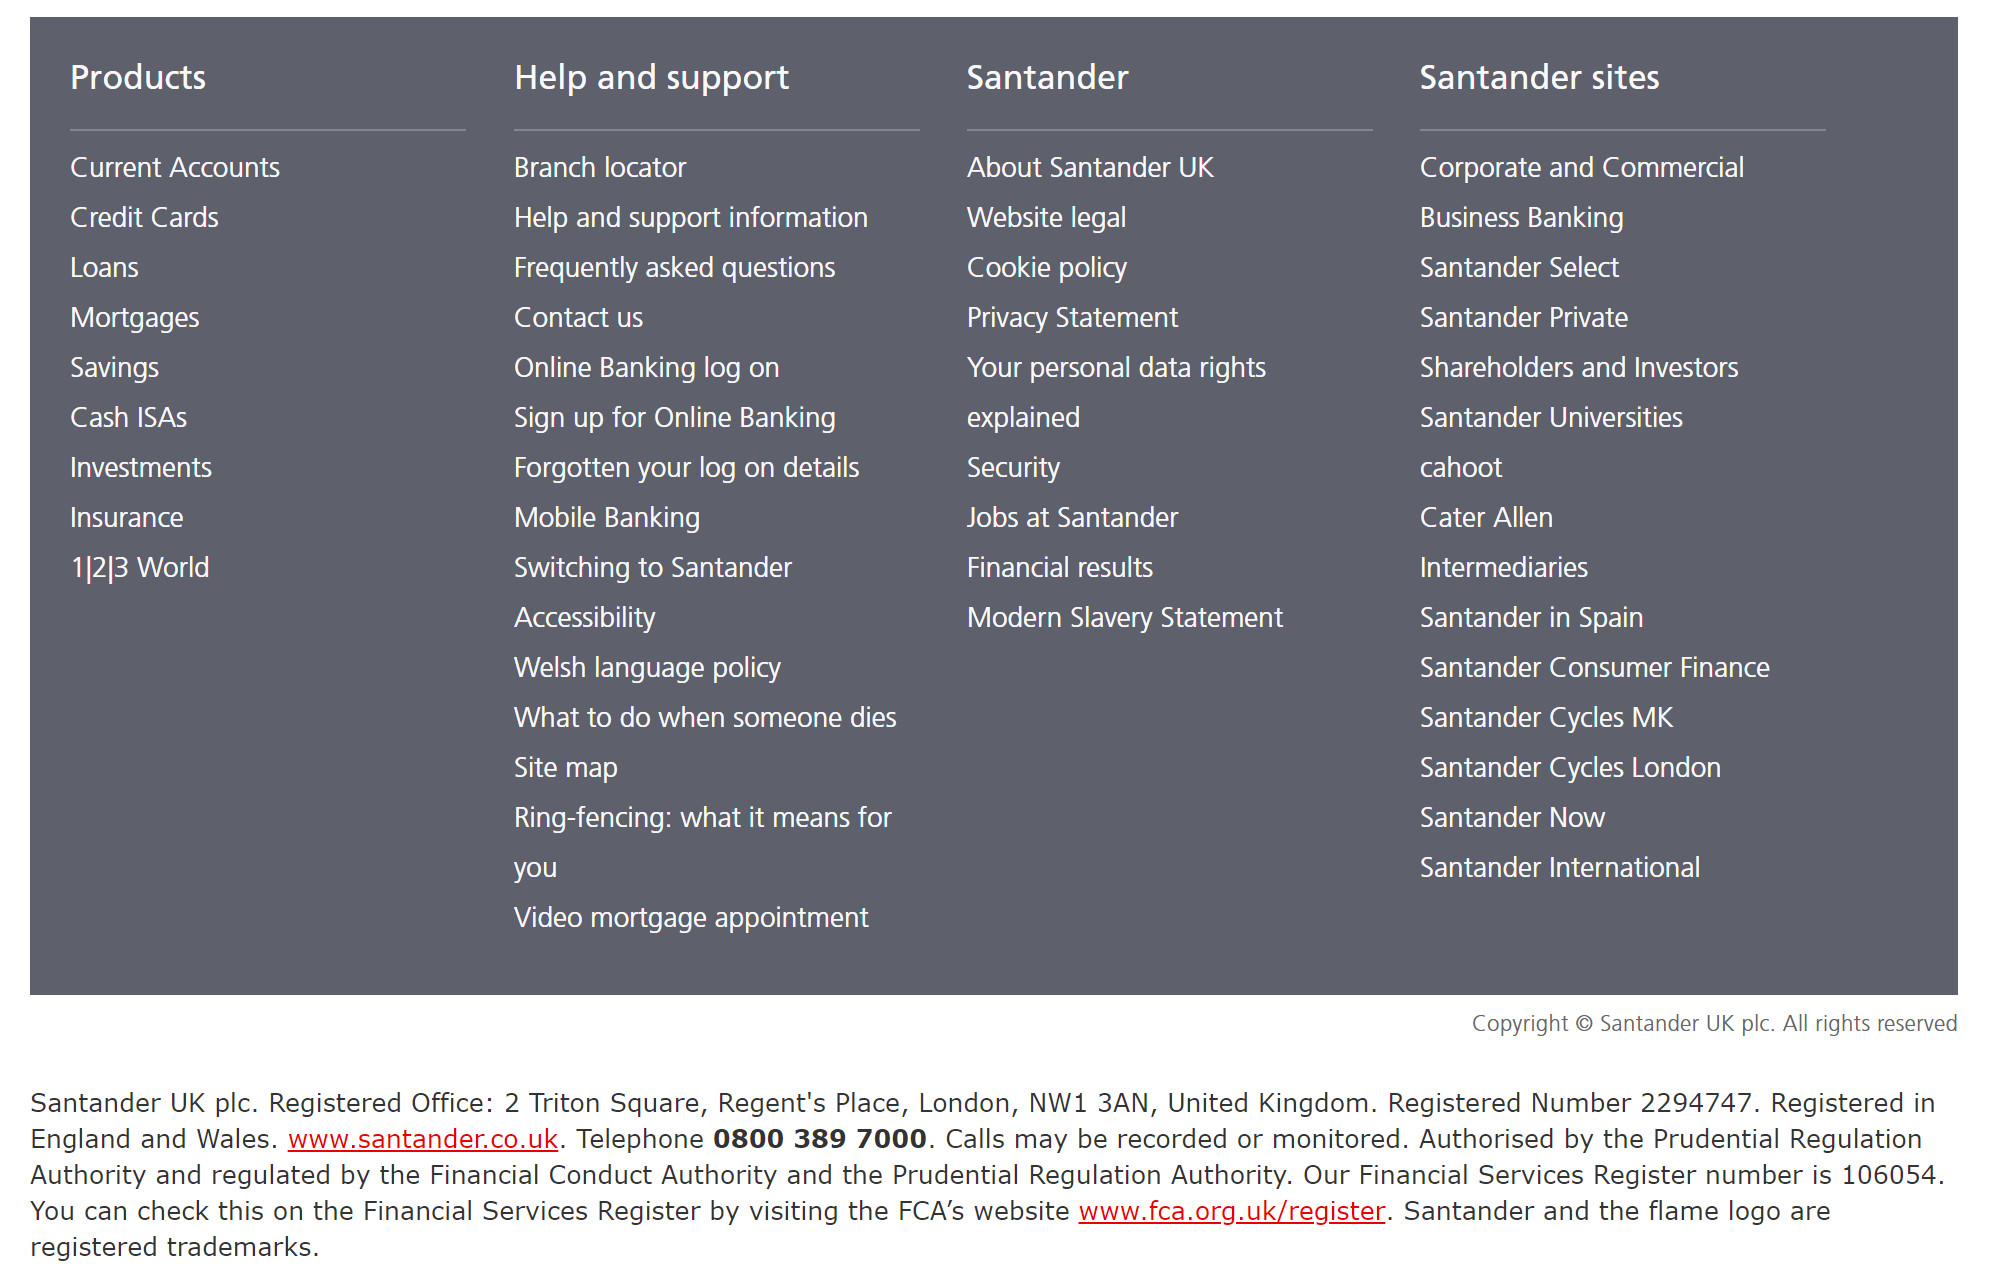 Products
Current Accounts
Credit Cards
Loans
Mortgages
Savings
Cash ISAs
Investments
Insurance
1|2|3 World
Help and support
Branch locator
Help and support information
Frequently asked questions
Contact us
Online Banking log on
Sign up for Online Banking
Forgotten your log on details
Mobile Banking
Switching to Santander
Accessibility
Welsh language policy
What to do when someone dies
Site map
Ring-fencing: what it means for
you
Video mortgage appointment
Santander
About Santander UK
Website legal
Cookie policy
Privacy Statement
Your personal data rights
explained
Security
Jobs at Santander
Financial results
Modern Slavery Statement
Santander sites
Corporate and Commercial
Business Banking
Santander Select
Santander Private
Shareholders and Investors
Santander Universities
cahoot
Cater Allen
Intermediaries
Santander in Spain
Santander Consumer Finance
Santander Cycles MK
Santander Cycles London
Santander Now
Santander International
Copyright © Santander UK plc. All rights reserved
Santander UK plc. Registered Office: 2 Triton Square, Regent's Place, London, NW1 3AN, United Kingdom. Registered Number 2294747. Registered in
England and Wales. www.santander.co.uk. Telephone 0800 389 7000. Calls may be recorded or monitored. Authorised by the Prudential Regulation
Authority and regulated by the Financial Conduct Authority and the Prudential Regulation Authority. Our Financial Services Register number is 106054.
You can check this on the Financial Services Register by visiting the FCA’s website www.fca.org.uk/register. Santander and the flame logo are
registered trademarks.